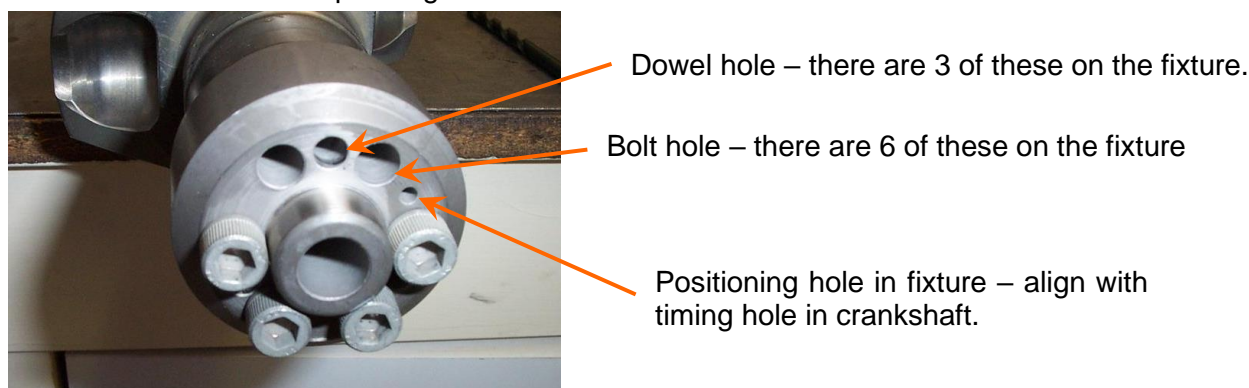 Dowel hole – there are 3 of these on the fixture.
Bolt hole – there are 6 of these on the fixture
Positioning hole in fixture – align with
timing hole in crankshaft.